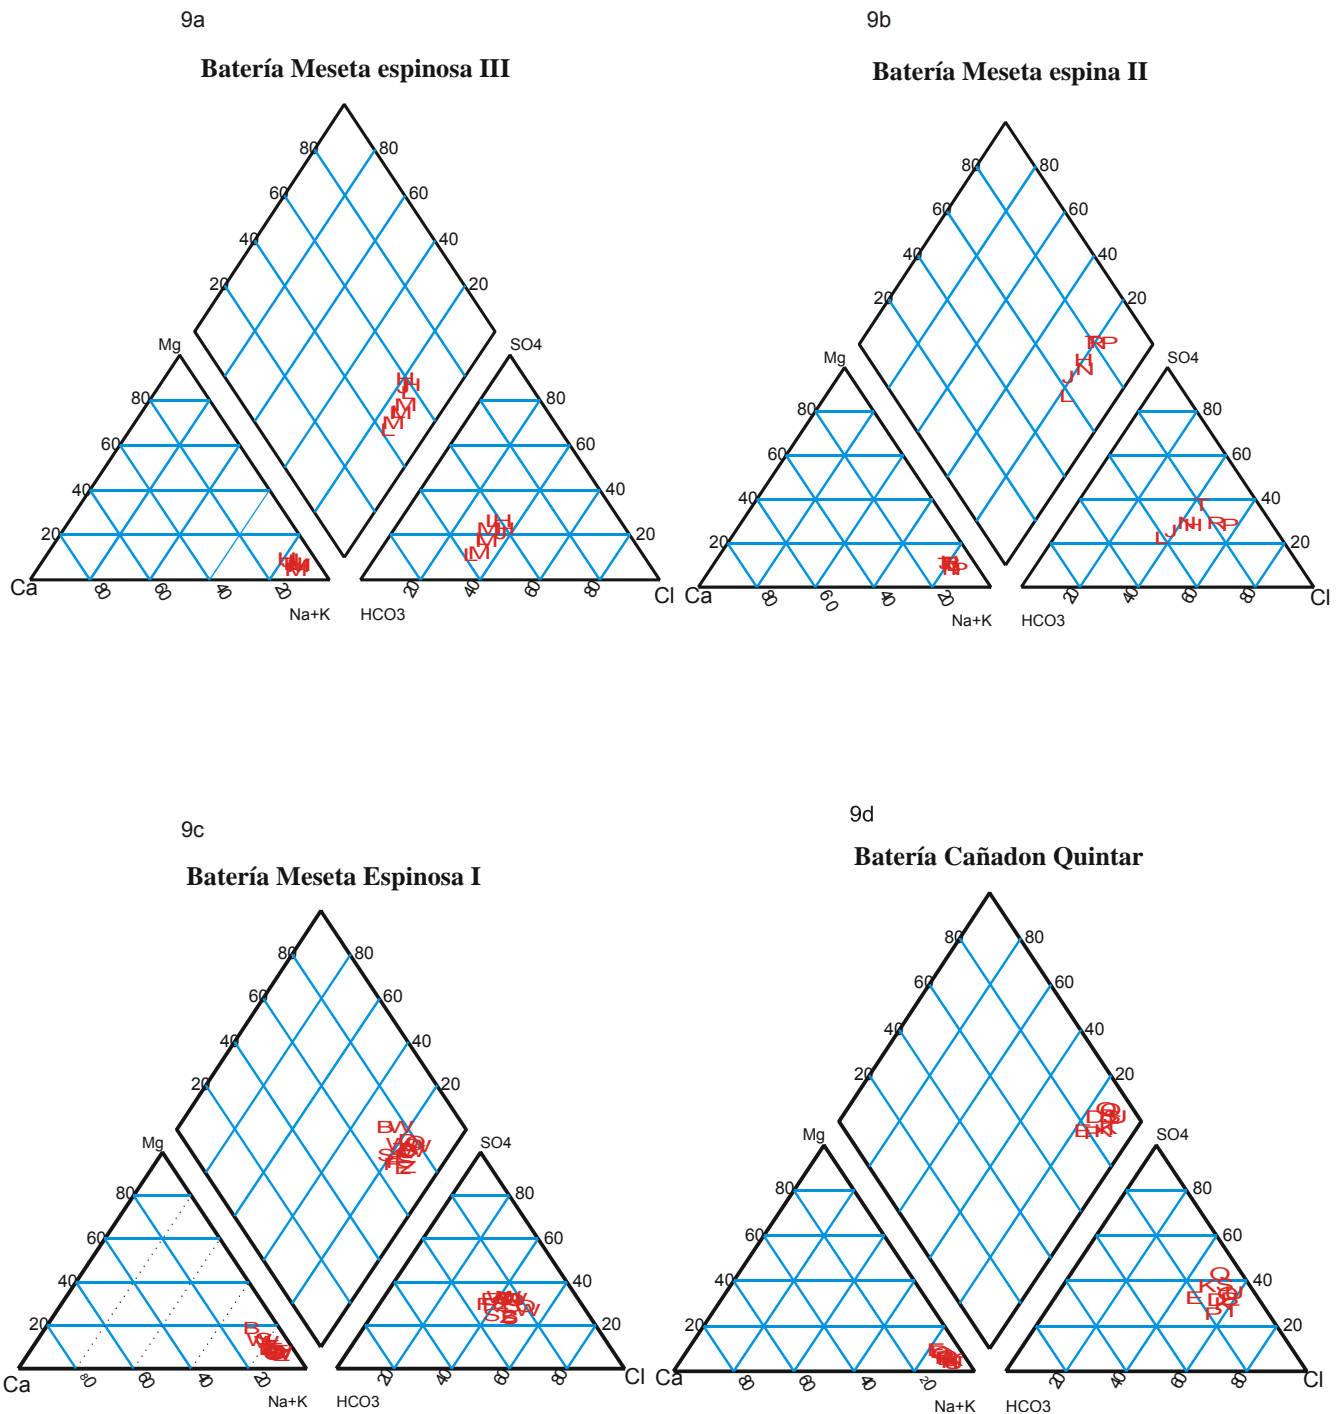 9a
Batería Meseta espinosa III
80 80
60 60
40 40
20 20
Mg SO4
80 80
60 60
40 40
20 20
Ca 80 60 40 20 20 40 60 80 Cl
Na+K HCO3
9b
Batería Meseta espina II
80 80
60 60
40 40
20 20
Mg SO4
80 80
60 60
40 40
20 20
Ca 80 60 40 20 20 40 60 80 Cl
Na+K HCO3
9c
Batería Meseta Espinosa I
80 80
60 60
40 40
20 20
Mg SO4
80 80
60 60
40 40
20 20
Ca 80 60 40 20 20 40 60 80 Cl
Na+K HCO3
9d
Batería Cañadon Quintar
80 80
60 60
40 40
20 20
Mg SO4
80 80
60 60
40 40
20 20
Ca 80 60 40 20 20 40 60 80 Cl
Na+K HCO3